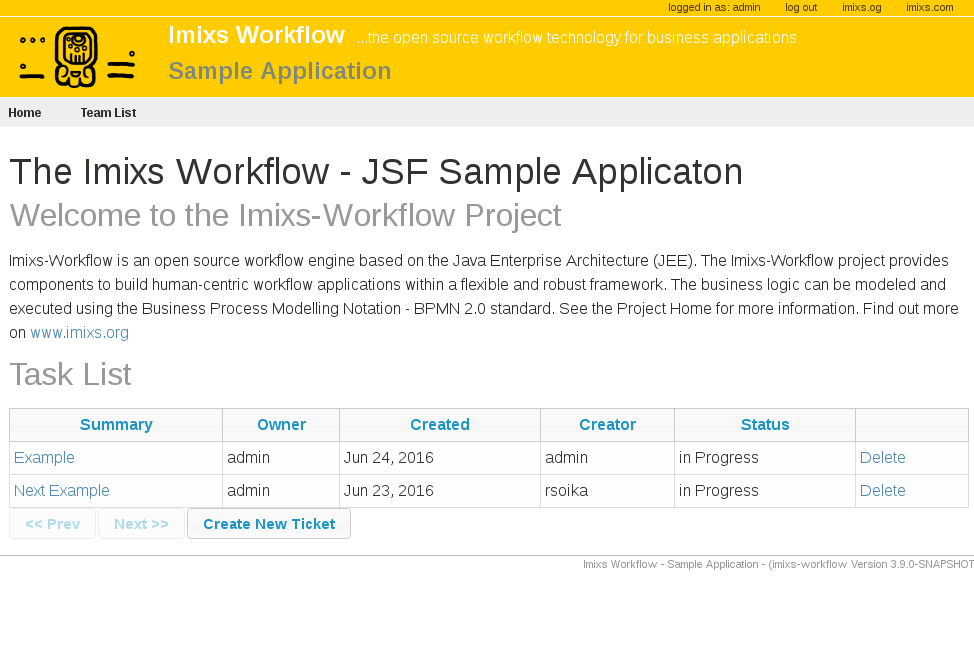 logged in as: admin log out imixs.og imixs.com
Imixs Workflow ...the open source workflow technology for business applications
Sample Application
Home Team List
The Imixs Workflow - JSF Sample Applicaton
Welcome to the Imixs-Workflow Project
Imixs-Workflow is an open source workflow engine based on the Java Enterprise Architecture (JEE). The Imixs-Workflow project provides
components to build human-centric workflow applications within a flexible and robust framework. The business logic can be modeled and
executed using the Business Process Modelling Notation - BPMN 2.0 standard. See the Project Home for more information. Find out more
on www.imixs.org
Task List
Summary Owner Created Creator Status
Example admin Jun 24, 2016 admin in Progress Delete
Next Example admin Jun 23, 2016 rsoika in Progress Delete
<< Prev Next >> Create New Ticket
Imixs Workflow - Sample Application - (imixs-workflow Version 3.9.0-SNAPSHOT